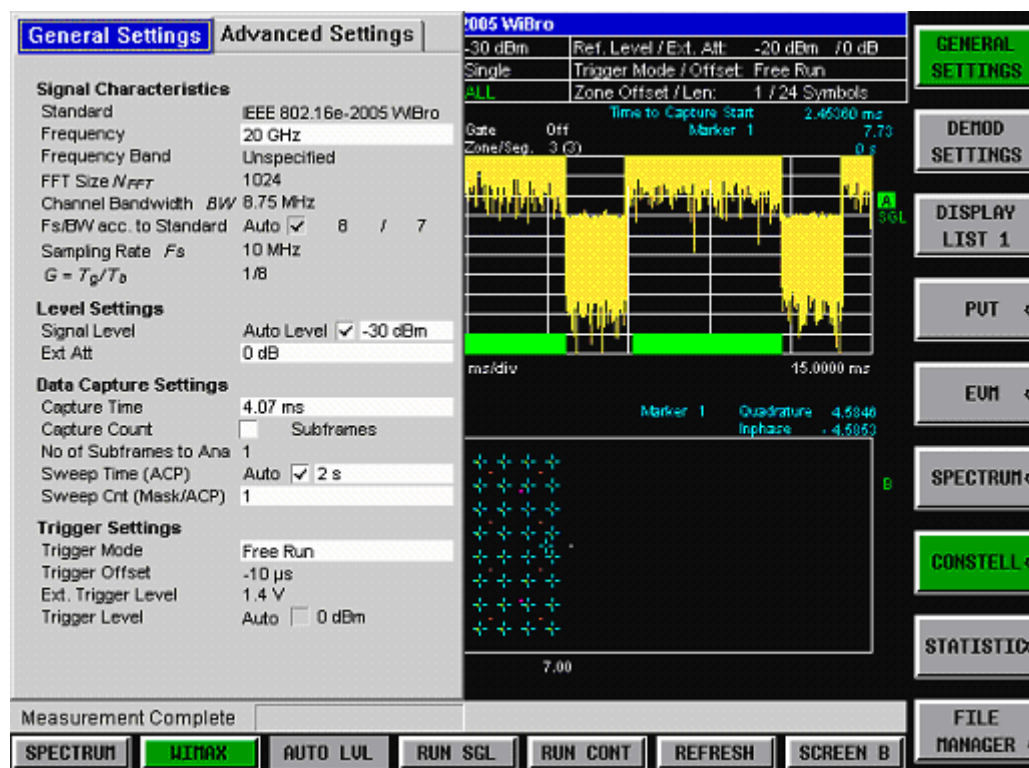 General Settings Advanced Settings
Signal Characteristics
Standard IEEE 802.16e-2005 WiBro
Frequency 20 GHz
Frequency Band Unspecified
FFT Size NFFT 1024
Channel Bandwidth BW 8.75 MHz
Fs/BW acc. to Standard Auto 8 / 7
Sampling Rate Fs 10 MHz
G = Tg/Tb 1/8
Level Settings
Signal Level Auto Level -30 dBm
Ext Att 0 dB
Data Capture Settings
Capture Time 4.07 ms
Capture Count Subframes
No of Subframes to Ana 1
Sweep Time (ACP) Auto 2 s
Sweep Cnt (Mask/ACP) 1
Trigger Settings
Trigger Mode Free Run
Trigger Offset -10 µs
Ext. Trigger Level 1.4 V
Trigger Level Auto 0 dBm
2005 WiBro
-30 dBm Ref. Level / Ext. Att: -20 dBm /0 dB
Single Trigger Mode / Offset: Free Run
ALL Zone Offset / Len: 1 / 24 Symbols
Time to Capture Start 2.45360 ms
Gate Off Marker 1 7.73
Zone/Seg. 3 (3) 0 s
A
SGL
ms/div 15.0000 ms
Marker 1 Quadrature 4.5846
Inphase - 4.5853
B
7.00
Measurement Complete
SPECTRUM WIMAX AUTO LVL RUN SGL RUN CONT REFRESH SCREEN B
GENERAL
SETTINGS
DEMOD
SETTINGS
DISPLAY
LIST 1
PVT
EVM
SPECTRUM
CONSTELL
STATISTIC
FILE
MANAGER